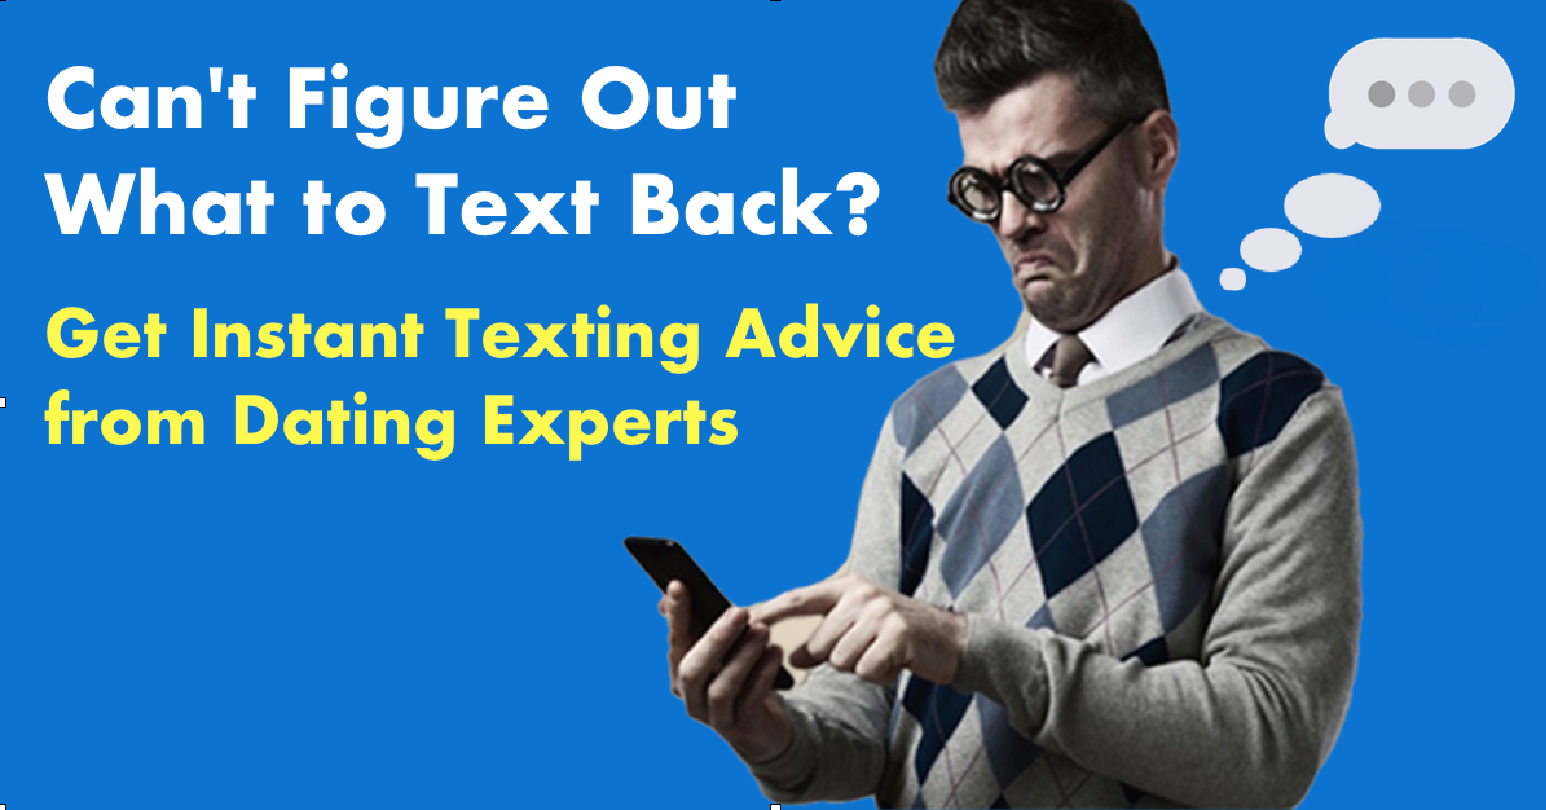 Can't Figure Out
What to Text Back?
Get Instant Texting Advice
from Dating Experts